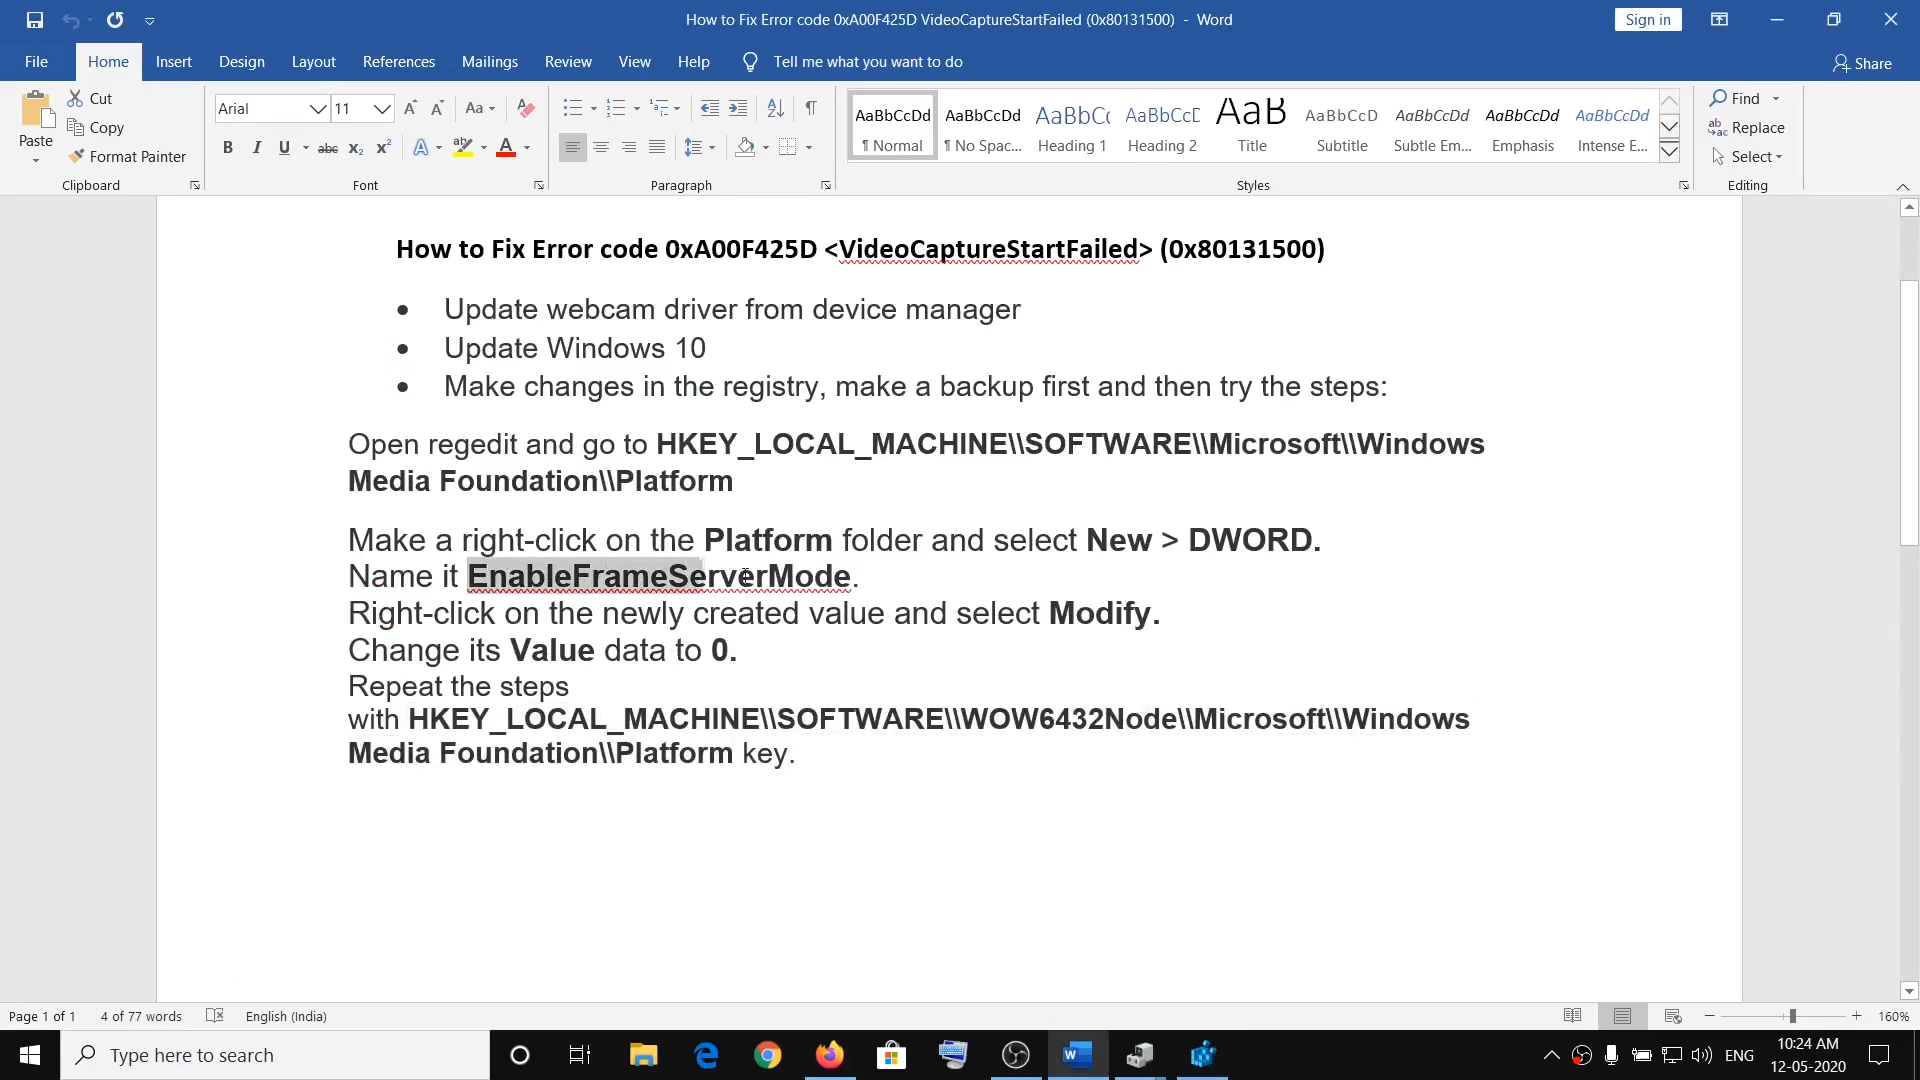 How to Fix Error code 0xA00F425D VideoCaptureStartFailed (0x80131500) - Word
Sign in
File Home Insert Design Layout References Mailings Review View Help Tell me what you want to do
Share
Paste
Cut
Copy
Format Painter
Clipboard
Arial 11
Font
Paragraph
AaBbCcDd AaBbCcDd AaBbCc AaBbCcD AaB AaBbCcD AaBbCcDd AaBbCcDd AaBbCcDd
¶ Normal ¶ No Spac... Heading 1 Heading 2 Title Subtitle Subtle Em... Emphasis Intense E...
Styles
Find
Replace
Select
Editing
How to Fix Error code 0xA00F425D <VideoCaptureStartFailed> (0x80131500)
• Update webcam driver from device manager
• Update Windows 10
• Make changes in the registry, make a backup first and then try the steps:
Open regedit and go to HKEY_LOCAL_MACHINE\\SOFTWARE\\Microsoft\\Windows
Media Foundation\\Platform
Make a right-click on the Platform folder and select New > DWORD.
Name it EnableFrameServerMode.
Right-click on the newly created value and select Modify.
Change its Value data to 0.
Repeat the steps
with HKEY_LOCAL_MACHINE\\SOFTWARE\\WOW6432Node\\Microsoft\\Windows
Media Foundation\\Platform key.
Page 1 of 1 4 of 77 words English (India) 160%
Type here to search
ENG
10:24 AM
12-05-2020